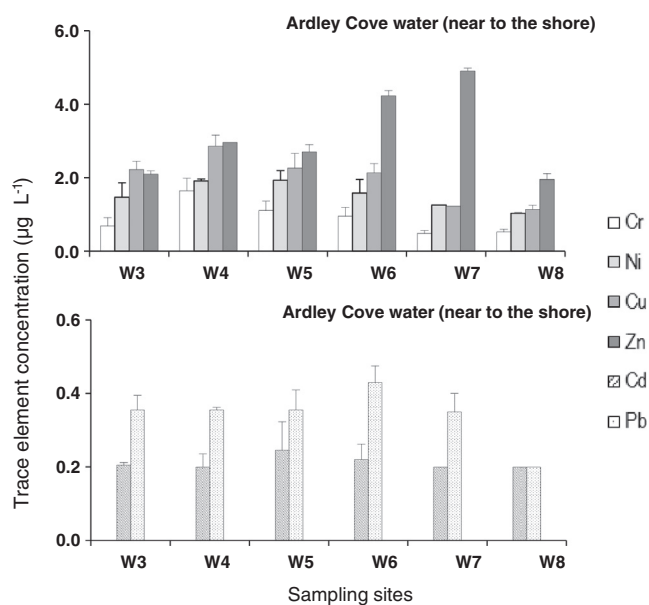 Ardley Cove water (near to the shore)
6.0
4.0
2.0
0.0
W3 W4 W5 W6 W7 W8
Ardley Cove water (near to the shore)
0.6
0.4
0.2
0.0
W3 W4 W5 W6 W7 W8
Sampling sites
Trace element concentration (µg L-1)
Cr
Ni
Cu
Zn
Cd
Pb